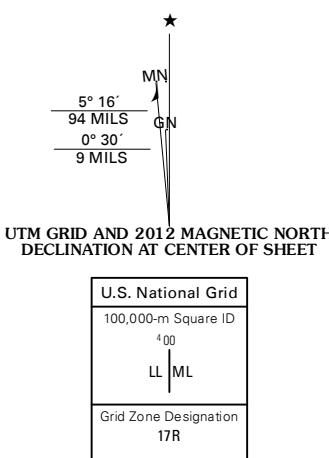 ★
MN
5° 16´
94 MILS
GN
0° 30´
9 MILS
UTM GRID AND 2012 MAGNETIC NORTH
DECLINATION AT CENTER OF SHEET
U.S. National Grid
100,000-m Square ID
⁴00
LL ML
Grid Zone Designation
17R